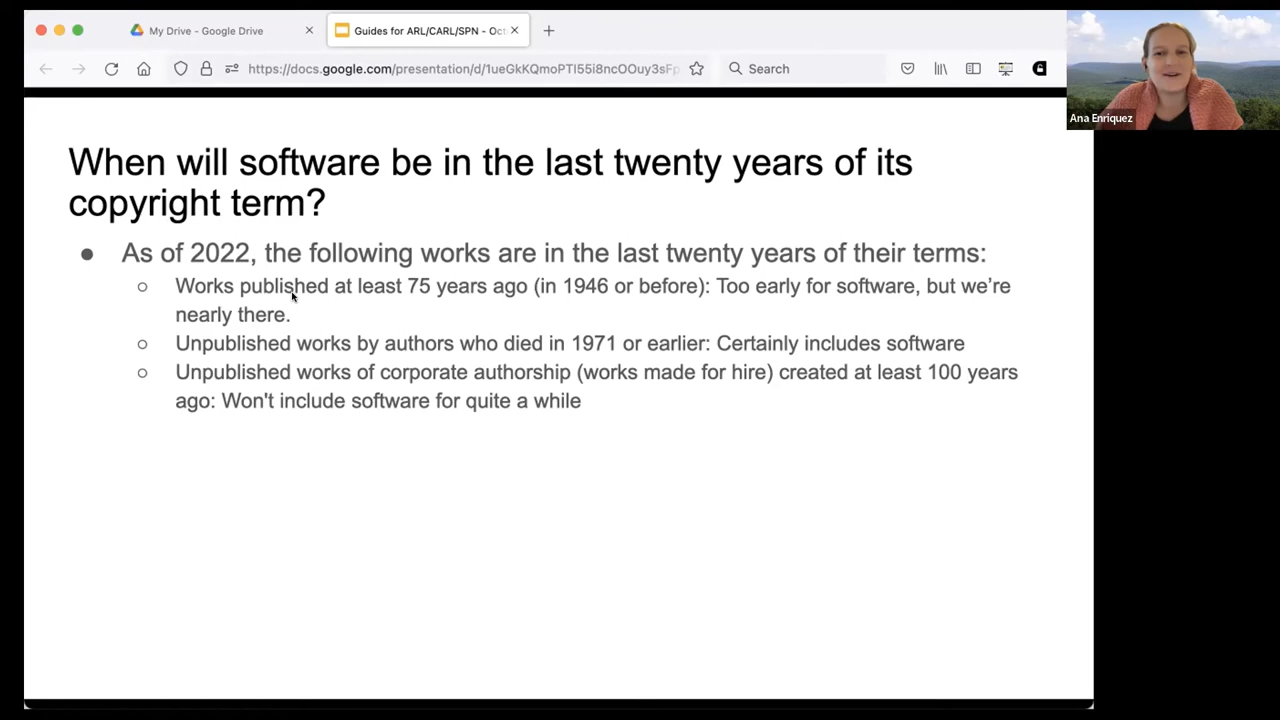 My Drive - Google Drive
Guides for ARL/CARL/SPN - Oct
https://docs.google.com/presentation/d/1ueGkKQmoPTI55i8ncOOuy3sFp
Search
Ana Enriquez
When will software be in the last twenty years of its
copyright term?
● As of 2022, the following works are in the last twenty years of their terms:
○ Works published at least 75 years ago (in 1946 or before): Too early for software, but we’re
nearly there.
○ Unpublished works by authors who died in 1971 or earlier: Certainly includes software
○ Unpublished works of corporate authorship (works made for hire) created at least 100 years
ago: Won't include software for quite a while